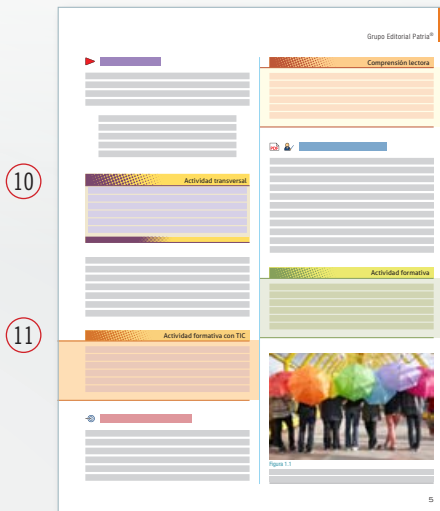 Grupo Editorial Patria®
10
Actividad transversal
11
Actividad formativa con TIC
Comprensión lectora
PDF
Actividad formativa
Figura 1.1
5